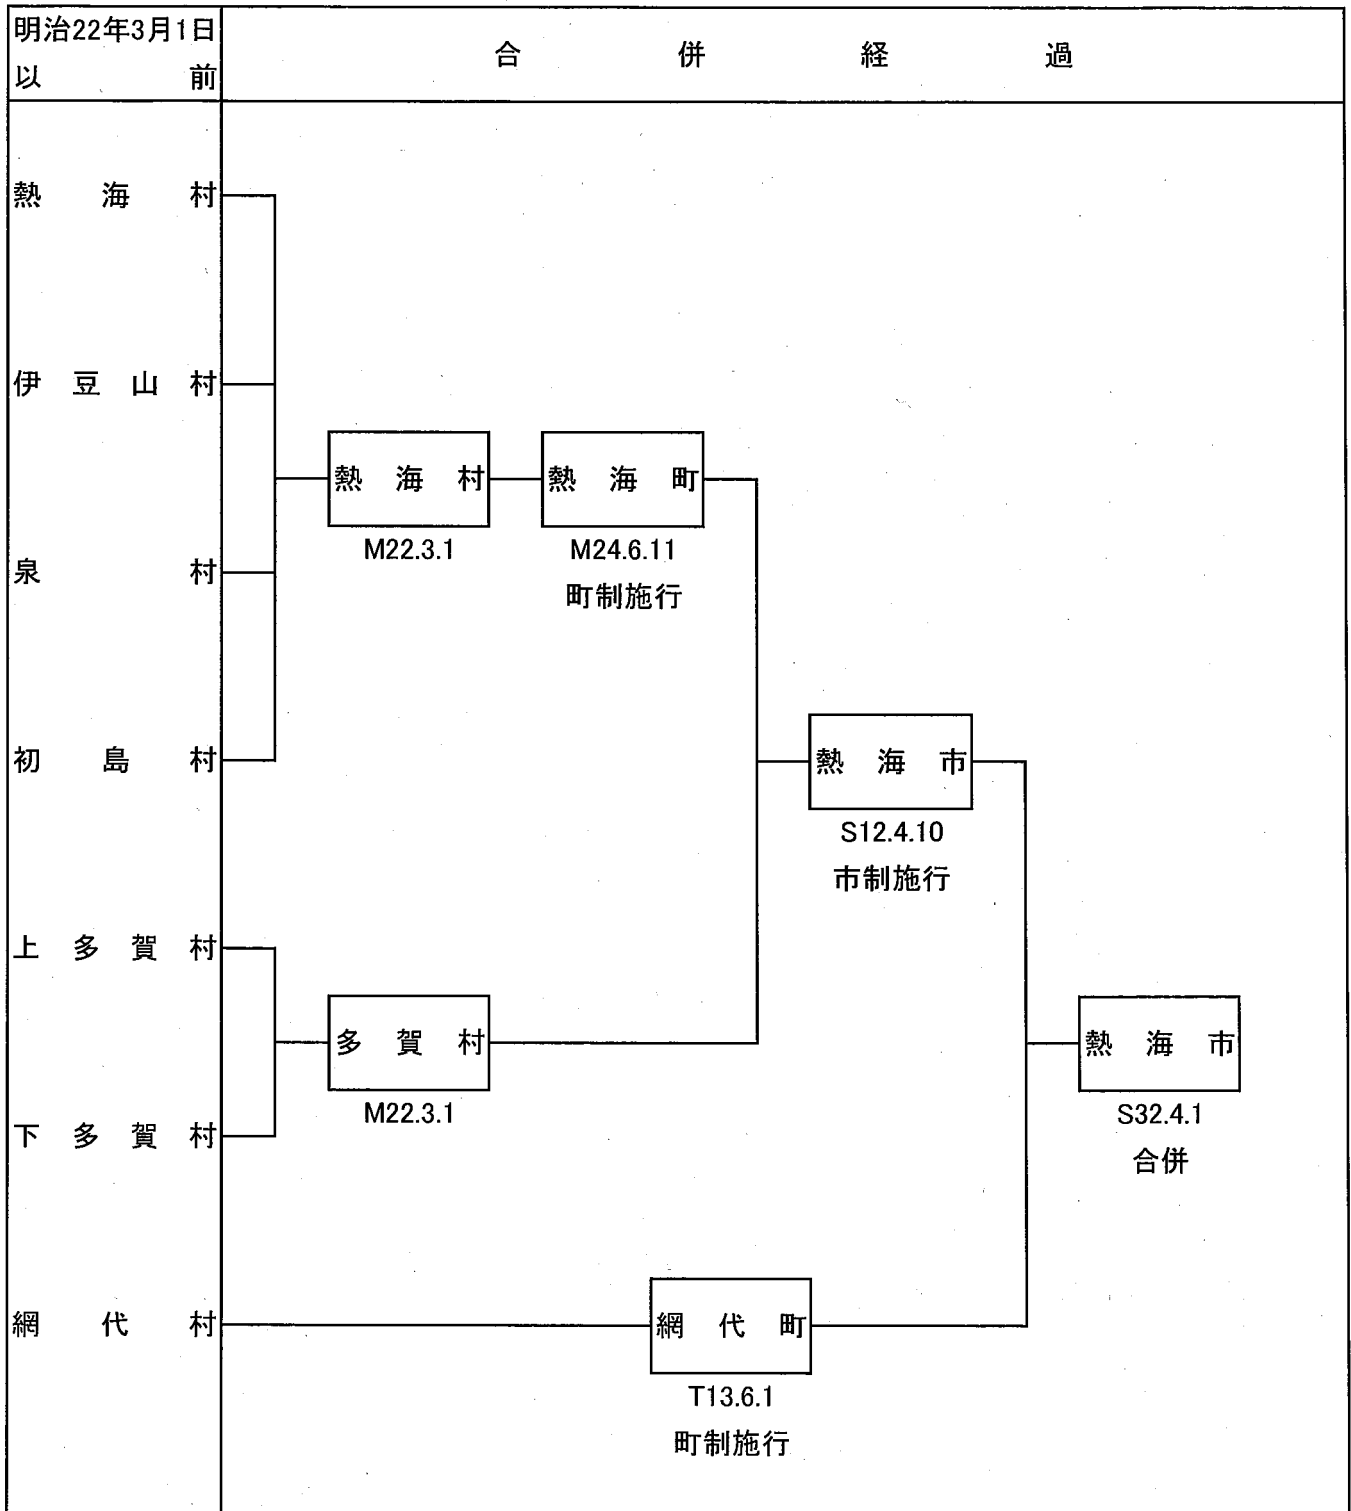 明治22年3月1日
以前
合併経過
熱海村
伊豆山村
熱海村
熱海町
M22.3.1
M24.6.11
泉村
町制施行
初島村
熱海市
S12.4.10
市制施行
上多賀村
多賀村
熱海市
M22.3.1
S32.4.1
下多賀村
合併
網代村
網代町
T13.6.1
町制施行